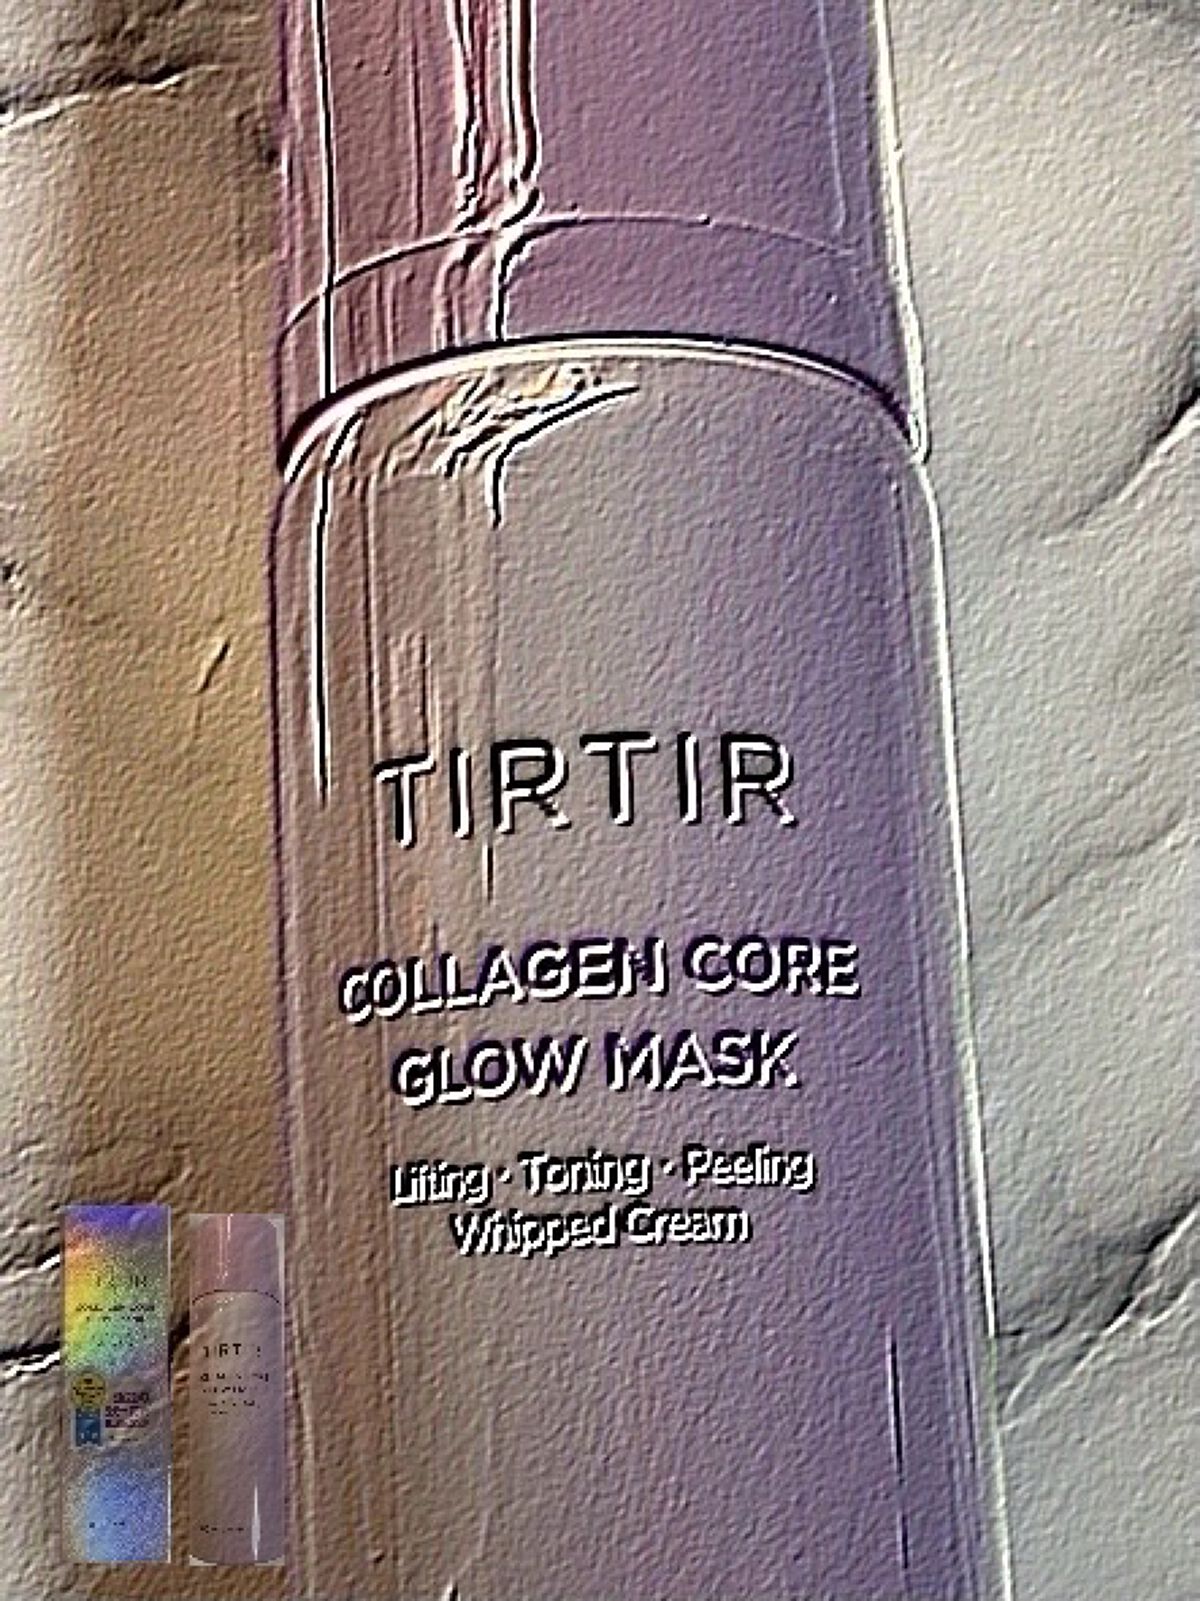 TIRTIR
COLLAGEN CORE
GLOW MASK
Lifting · Toning · Peeling
Whipped Cream